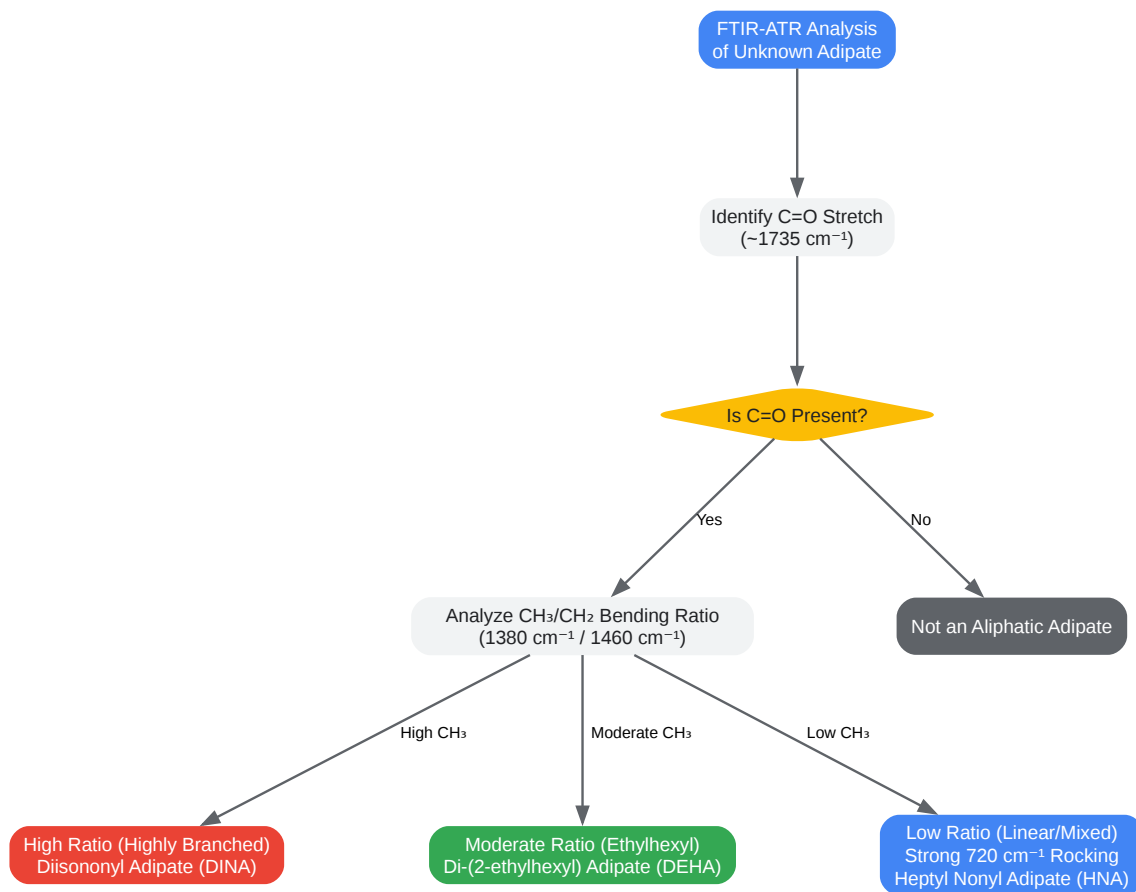 FTIR-ATR Analysis
of Unknown Adipate
Identify C=O Stretch
(~1735 cm⁻¹)
Is C=O Present?
Yes
No
Analyze CH₃/CH₂ Bending Ratio
(1380 cm⁻¹ / 1460 cm⁻¹)
Not an Aliphatic Adipate
High CH₃
Moderate CH₃
Low CH₃
High Ratio (Highly Branched)
Diisononyl Adipate (DINA)
Moderate Ratio (Ethylhexyl)
Di-(2-ethylhexyl) Adipate (DEHA)
Low Ratio (Linear/Mixed)
Strong 720 cm⁻¹ Rocking
Heptyl Nonyl Adipate (HNA)